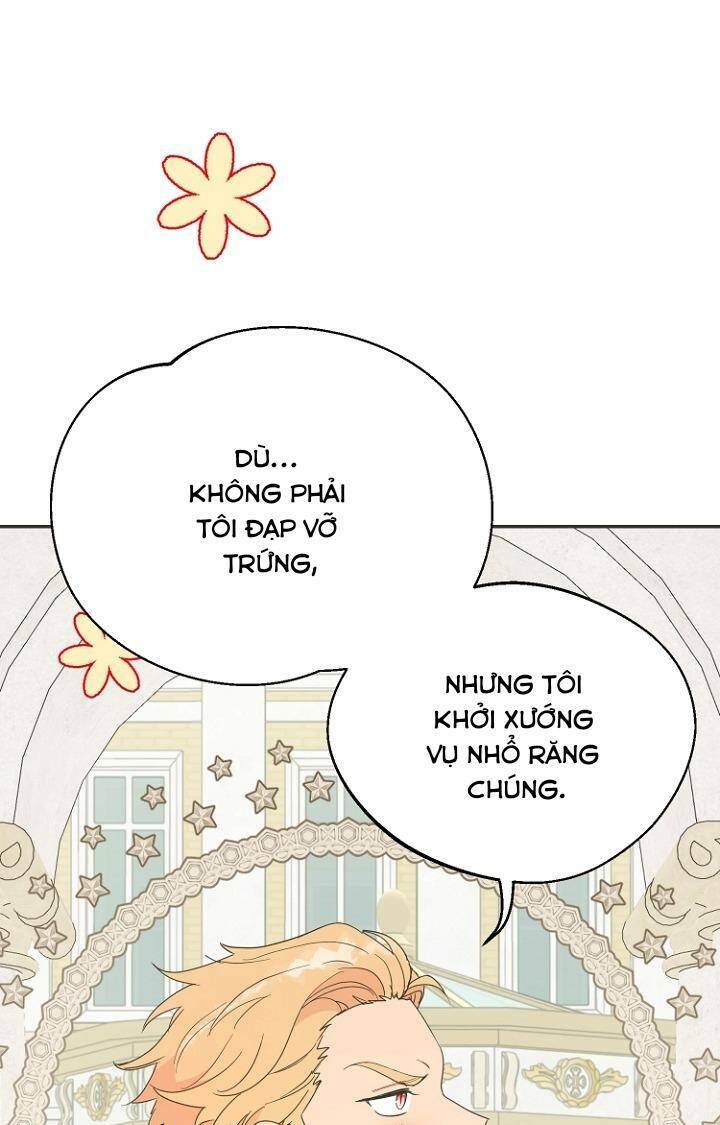 DÙ...
KHÔNG PHẢI
TÔI ĐẠP VỠ
TRỨNG,
NHƯNG TÔI
KHỞI XƯỚNG
VỤ NHỔ RĂNG
CHÚNG.